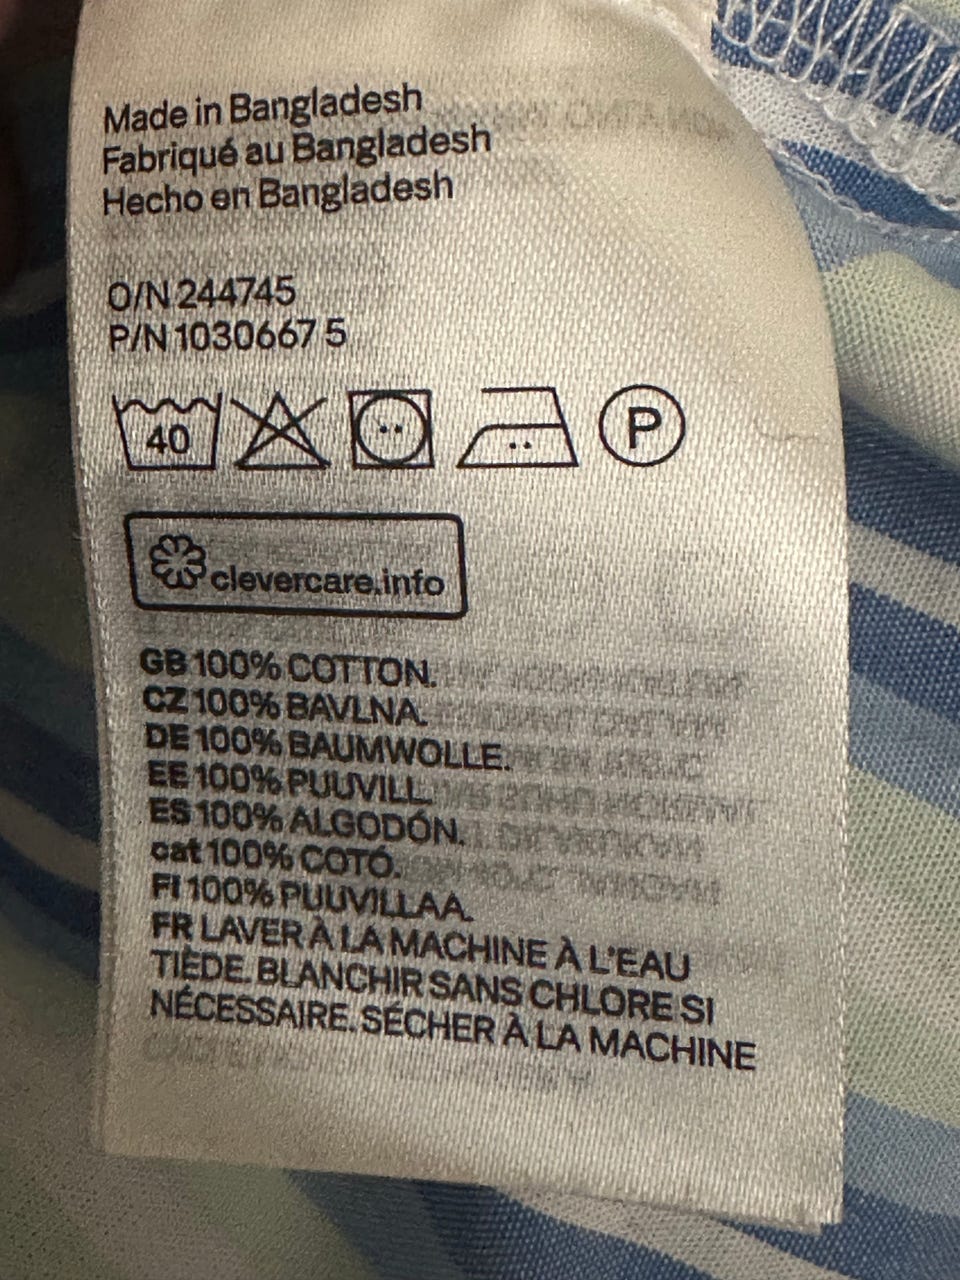 Made in Bangladesh
Fabriqué au Bangladesh
Hecho en Bangladesh
O/N 244745
P/N 1030667 5
40 P
clevercare.info
GB 100% COTTON.
CZ 100% BAVLNA.
DE 100% BAUMWOLLE.
EE 100% PUUVILL.
ES 100% ALGODÓN.
cat 100% COTÓ.
FI 100% PUUVILLAA.
FR LAVER À LA MACHINE À L'EAU
TIÈDE. BLANCHIR SANS CHLORE SI
NÉCESSAIRE. SÉCHER À LA MACHINE